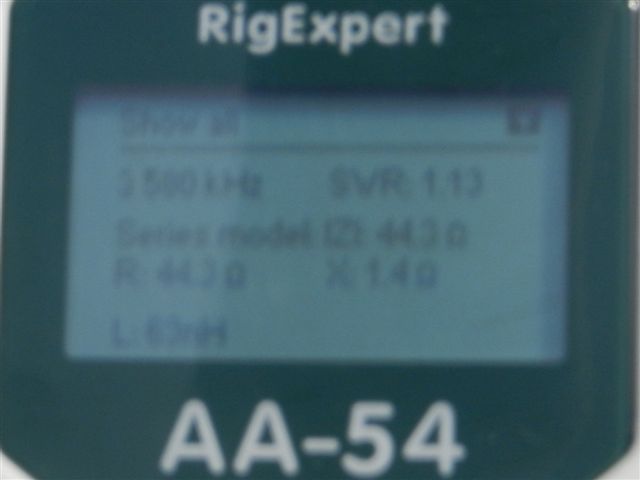 RigExpert
Show all
3 580 kHz SWR: 1.13
Series model: |Z|: 44.3 Ω
R: 44.3 Ω X: 1.4 Ω
L: 63nH
AA-54